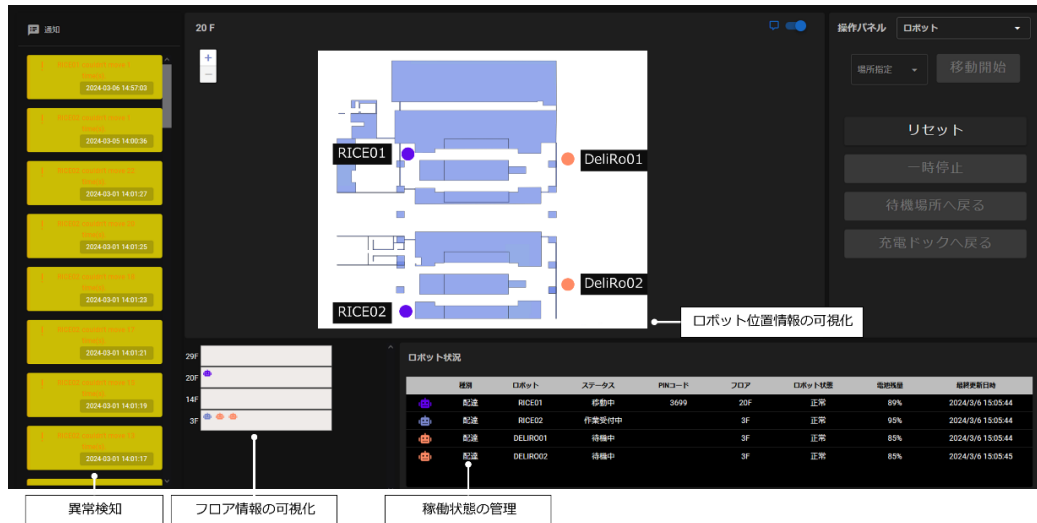 通知
2024-03-06 14:57:03
2024-03-05 14:00:36
2024-03-01 14:01:27
2024-03-01 14:01:25
2024-03-01 14:01:23
2024-03-01 14:01:21
2024-03-01 14:01:19
2024-03-01 14:01:17
異常検知
20 F
+
−
RICE01
DeliRo01
DeliRo02
RICE02
ロボット位置情報の可視化
操作パネル ロボット
場所指定 移動開始
リセット
一時停止
待機場所へ戻る
充電ドックへ戻る
29F
20F
14F
3F
フロア情報の可視化
ロボット状況
種別 ロボット ステータス PINコード フロア ロボット状態 電池残量 最終更新日時
配達 RICE01 移動中 3699 20F 正常 89% 2024/3/6 15:05:44
配達 RICE02 作業受付中 3F 正常 95% 2024/3/6 15:05:44
配達 DELIRO01 待機中 3F 正常 85% 2024/3/6 15:05:44
配達 DELIRO02 待機中 3F 正常 85% 2024/3/6 15:05:45
稼働状態の管理